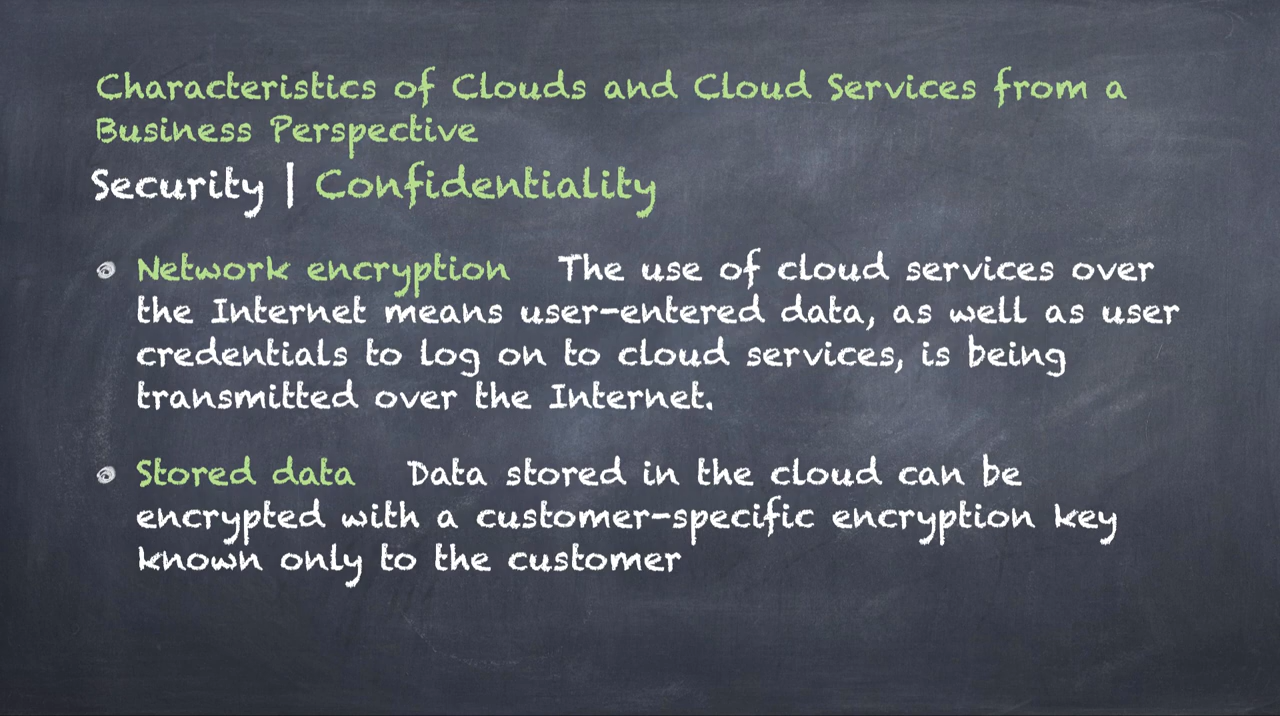 Characteristics of Clouds and Cloud Services from a
Business Perspective
Security | Confidentiality
Network encryption The use of cloud services over
the Internet means user-entered data, as well as user
credentials to log on to cloud services, is being
transmitted over the Internet.
Stored data Data stored in the cloud can be
encrypted with a customer-specific encryption key
known only to the customer